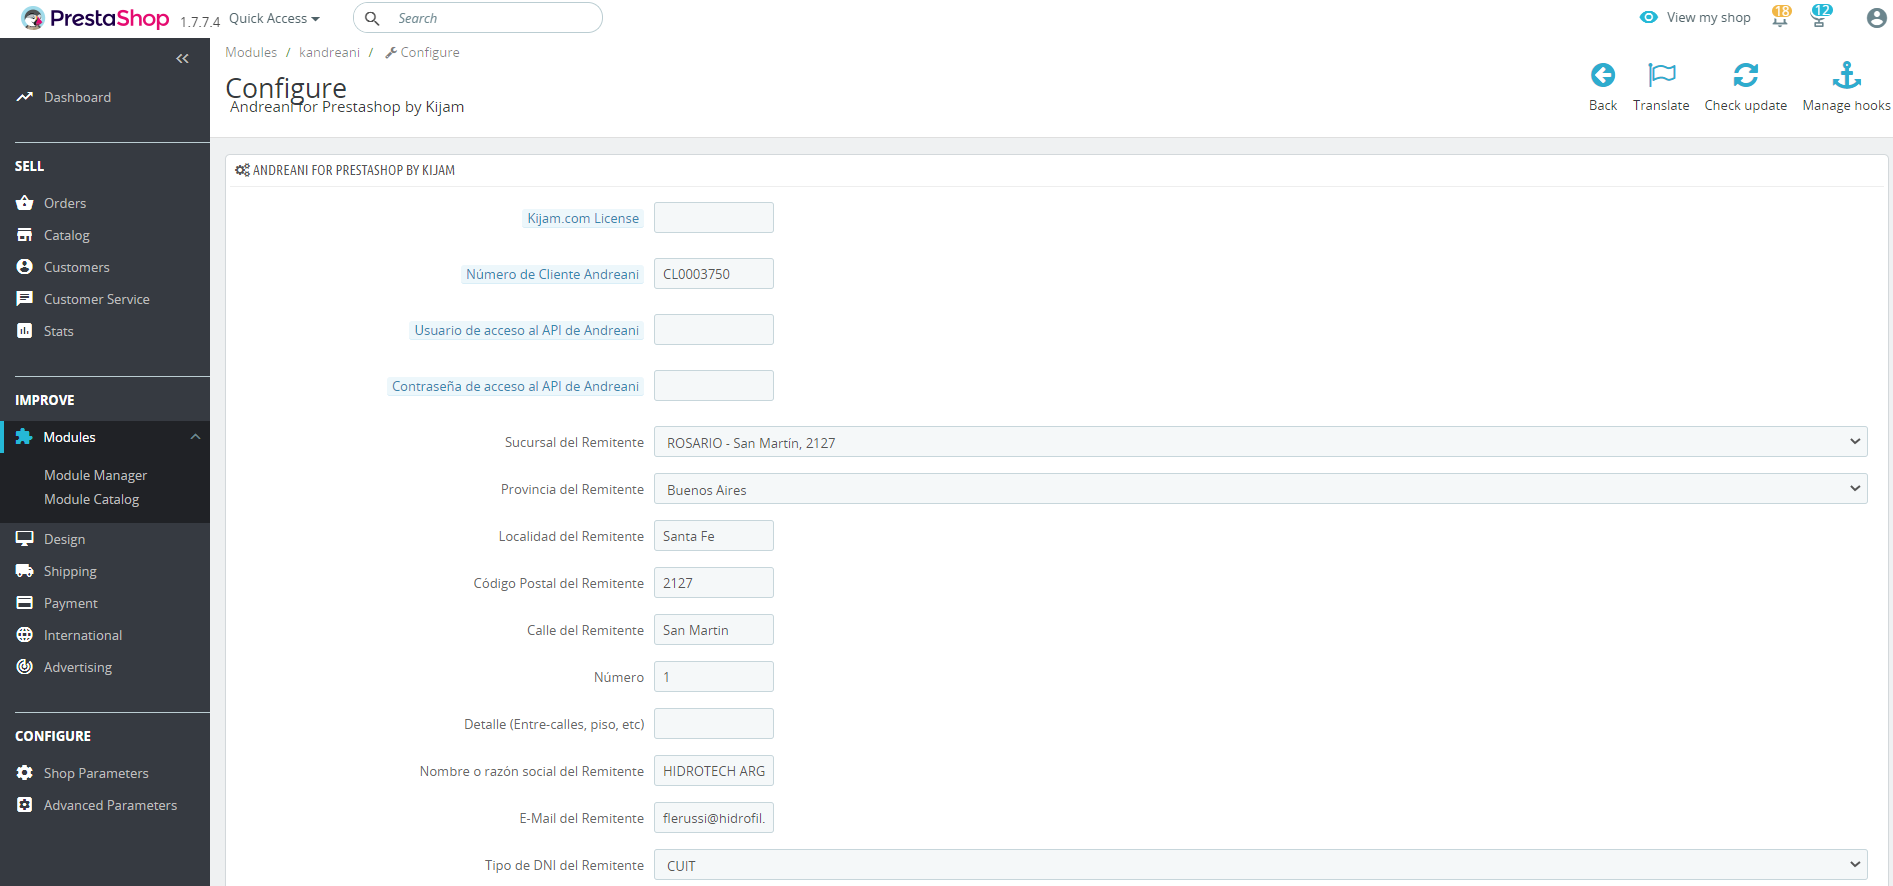 PrestaShop 1.7.7.4 Quick Access Search View my shop 18 12
Modules / kandreani / Configure
Configure
Andreani for Prestashop by Kijam
Back Translate Check update Manage hooks
Dashboard
SELL
Orders
Catalog
Customers
Customer Service
Stats
IMPROVE
Modules
Module Manager
Module Catalog
Design
Shipping
Payment
International
Advertising
CONFIGURE
Shop Parameters
Advanced Parameters
ANDREANI FOR PRESTASHOP BY KIJAM
Kijam.com License
Número de Cliente Andreani CL0003750
Usuario de acceso al API de Andreani
Contraseña de acceso al API de Andreani
Sucursal del Remitente ROSARIO - San Martín, 2127
Provincia del Remitente Buenos Aires
Localidad del Remitente Santa Fe
Código Postal del Remitente 2127
Calle del Remitente San Martin
Número 1
Detalle (Entre-calles, piso, etc)
Nombre o razón social del Remitente HIDROTECH ARG
E-Mail del Remitente flerussi@hidrofil.
Tipo de DNI del Remitente CUIT